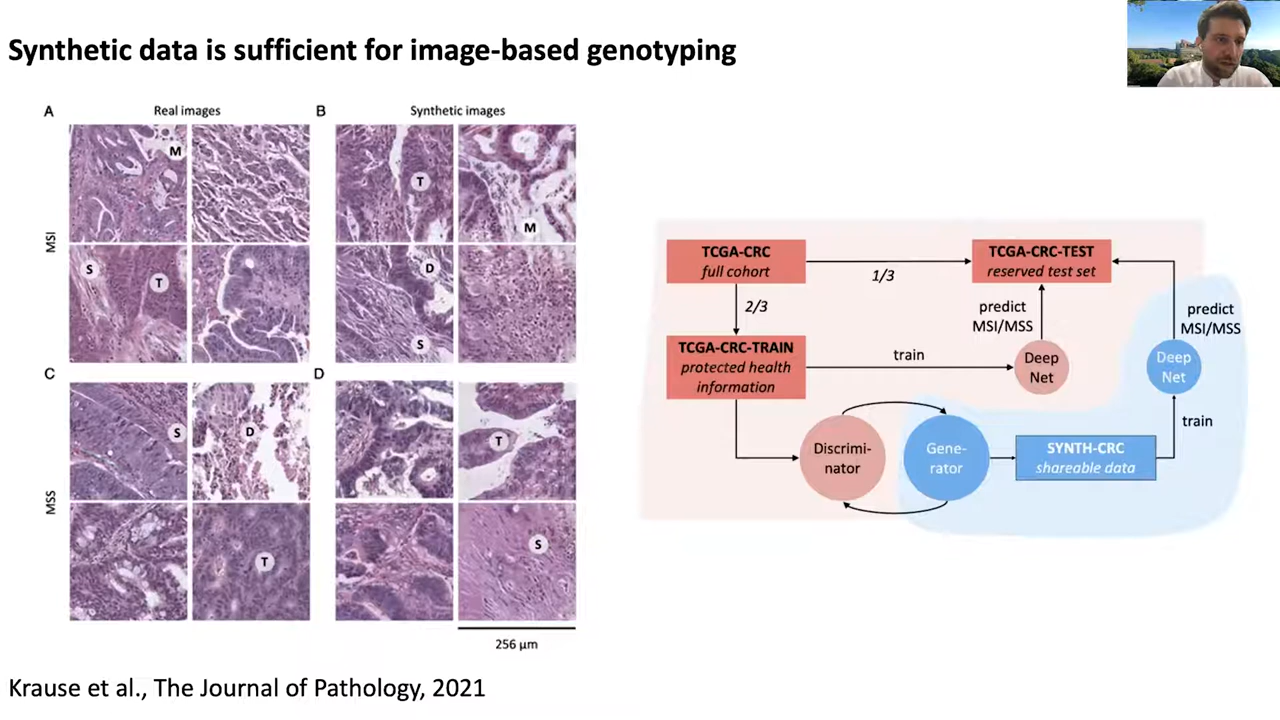 Synthetic data is sufficient for image-based genotyping
A
Real images
B
Synthetic images
MSI
M
T
M
S
T
D
S
C
D
MSS
S
D
T
T
S
256 µm
TCGA-CRC
full cohort
1/3
TCGA-CRC-TEST
reserved test set
2/3
predict
MSI/MSS
predict
MSI/MSS
TCGA-CRC-TRAIN
protected health
information
train
Deep
Net
Deep
Net
train
Discrimi-
nator
Gene-
rator
SYNTH-CRC
shareable data
Krause et al., The Journal of Pathology, 2021